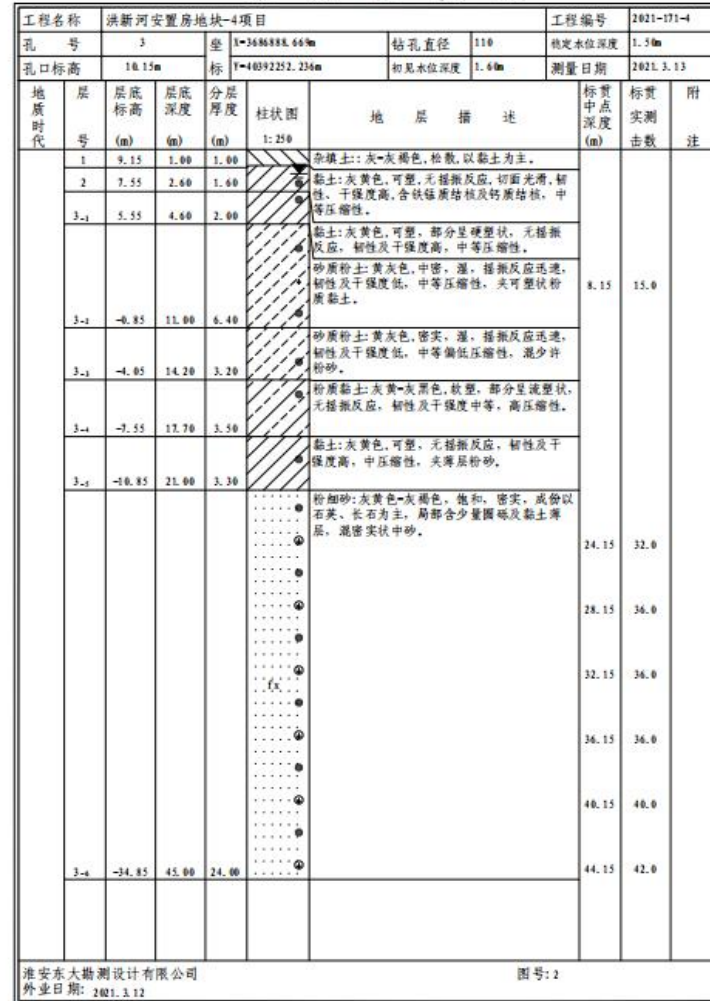 工程名称 洪新河安置房地块-4项目 工程编号 2021-171-4
孔 号 3 坐 X=3686888.669m 钻孔直径 110 稳定水位深度 1.50m
孔口标高 10.15m 标 Y=40392252.236m 初见水位深度 1.60m 测量日期 2021.3.13
地质时代 层号 层底标高(m) 层底深度(m) 分层厚度(m) 柱状图 1:250 地 层 描 述 标贯中点深度(m) 标贯实测击数 附注
1 9.15 1.00 1.00 杂填土:: 灰-灰褐色,松散,以黏土为主。
2 7.55 2.60 1.60 黏土:灰黄色,可塑,无摇振反应,切面光滑,韧
性、干强度高,含铁锰质结核及钙质结核,中
3-1 5.55 4.60 2.00 等压缩性。
黏土:灰黄色,可塑,部分呈硬塑状,无摇振
反应,韧性及干强度高,中等压缩性。
砂质粉土:黄灰色,中密,湿,摇振反应迅速,
韧性及干强度低,中等压缩性,夹可塑状粉 8.15 15.0
质黏土。
3-2 -0.85 11.00 6.40
砂质粉土:黄灰色,密实,湿,摇振反应迅速,
韧性及干强度低,中等偏低压缩性,混少许
3-3 -4.05 14.20 3.20 粉砂。
粉质黏土:灰黄-灰黑色,软塑,部分呈流塑状,
无摇振反应,韧性及干强度中等,高压缩性。
3-4 -7.55 17.70 3.50
黏土:灰黄色,可塑,无摇振反应,韧性及干
强度高,中压缩性,夹薄层粉砂。
3-5 -10.85 21.00 3.30
粉细砂:灰黄色-灰褐色,饱和,密实,成份以
石英、长石为主,局部含少量圆砾及黏土薄
层,混密实状中砂。
24.15 32.0
28.15 36.0
32.15 36.0
fx
36.15 36.0
40.15 40.0
44.15 42.0
3-6 -34.85 45.00 24.00
淮安东大勘测设计有限公司 图号:2
外业日期: 2021.3.12